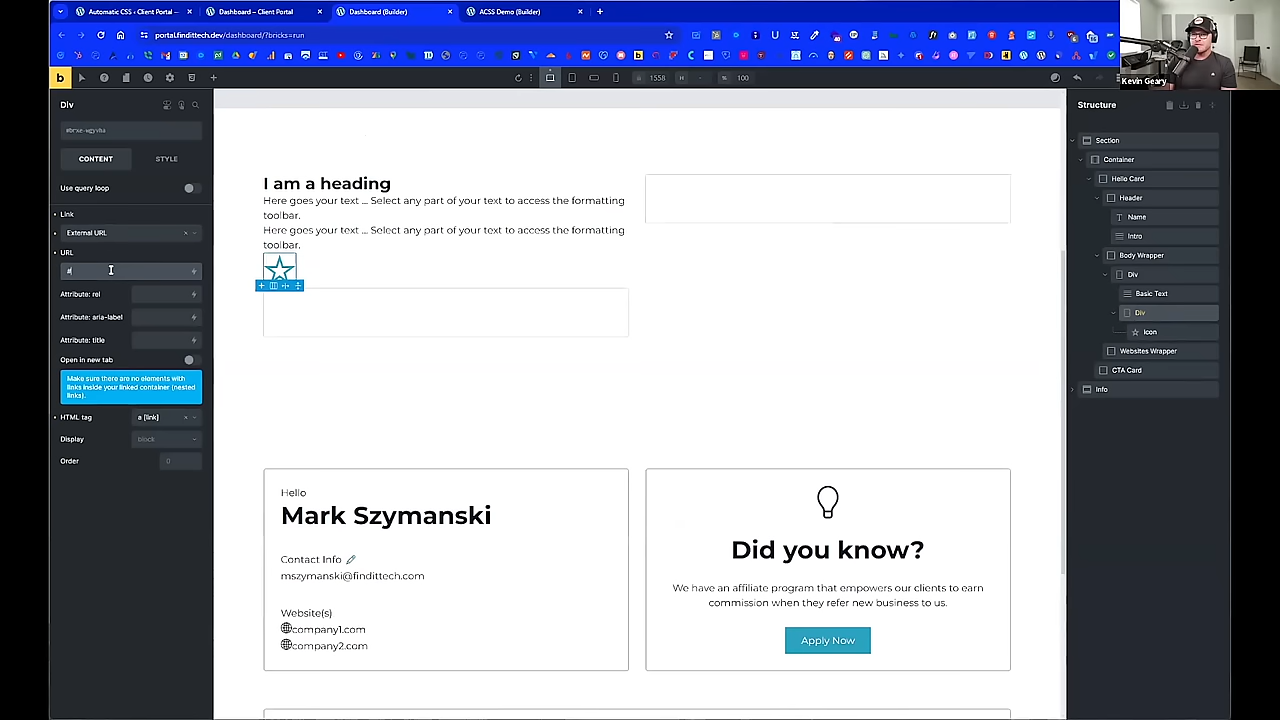 Automatic CSS ‹ Client Portal —
Dashboard – Client Portal
Dashboard (Builder)
ACSS Demo (Builder)
portal.findittech.dev/dashboard/?bricks=run
Kevin Geary
b
1558
H
-
%
100
Div
#brxe-wgyvha
CONTENT
STYLE
Use query loop
Link
External URL
URL
#
Attribute: rel
Attribute: aria-label
Attribute: title
Open in new tab
Make sure there are no elements with
links inside your linked container (nested
links).
HTML tag
a (link)
Display
block
Order
0
I am a heading
Here goes your text ... Select any part of your text to access the formatting
toolbar.
Here goes your text ... Select any part of your text to access the formatting
toolbar.
Hello
Mark Szymanski
Contact Info
mszymanski@findittech.com
Website(s)
company1.com
company2.com
Did you know?
We have an affiliate program that empowers our clients to earn
commission when they refer new business to us.
Apply Now
Structure
Section
Container
Hello Card
Header
Name
Intro
Body Wrapper
Div
Basic Text
Div
Icon
Websites Wrapper
CTA Card
Info